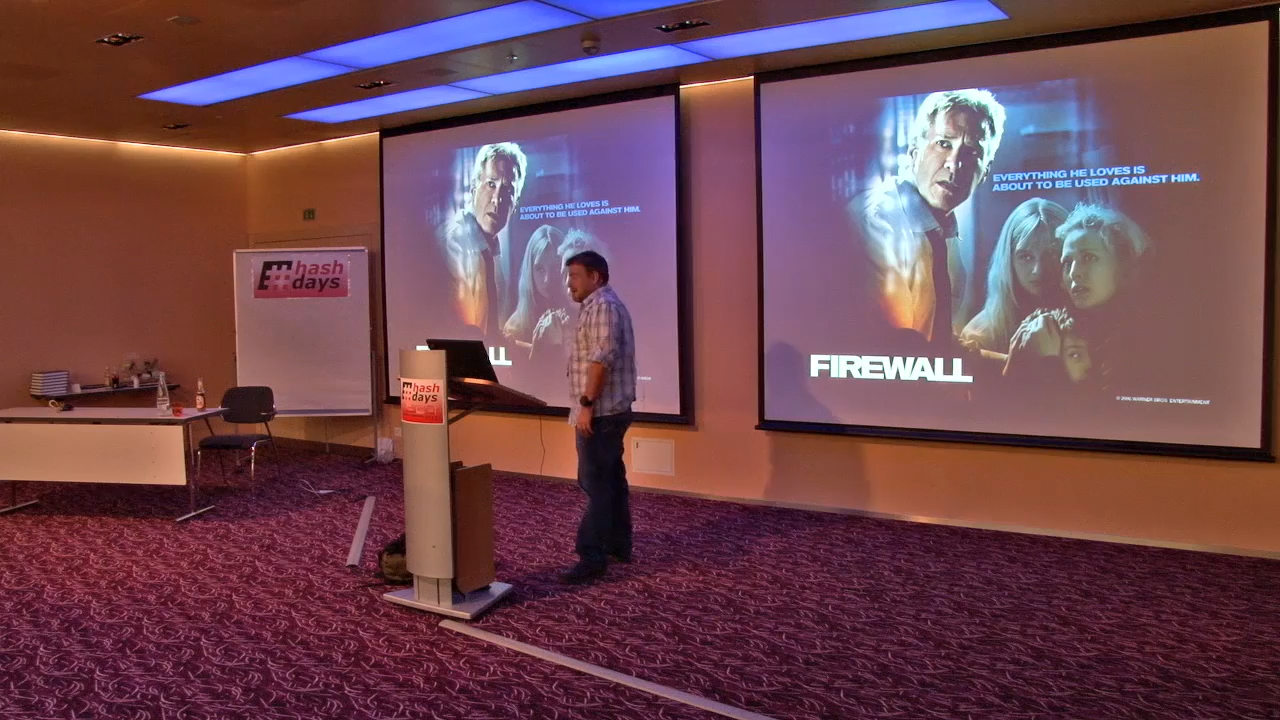 hash
days
EVERYTHING HE LOVES IS
ABOUT TO BE USED AGAINST HIM.
EVERYTHING HE LOVES IS
ABOUT TO BE USED AGAINST HIM.
FIREWALL
hash
days